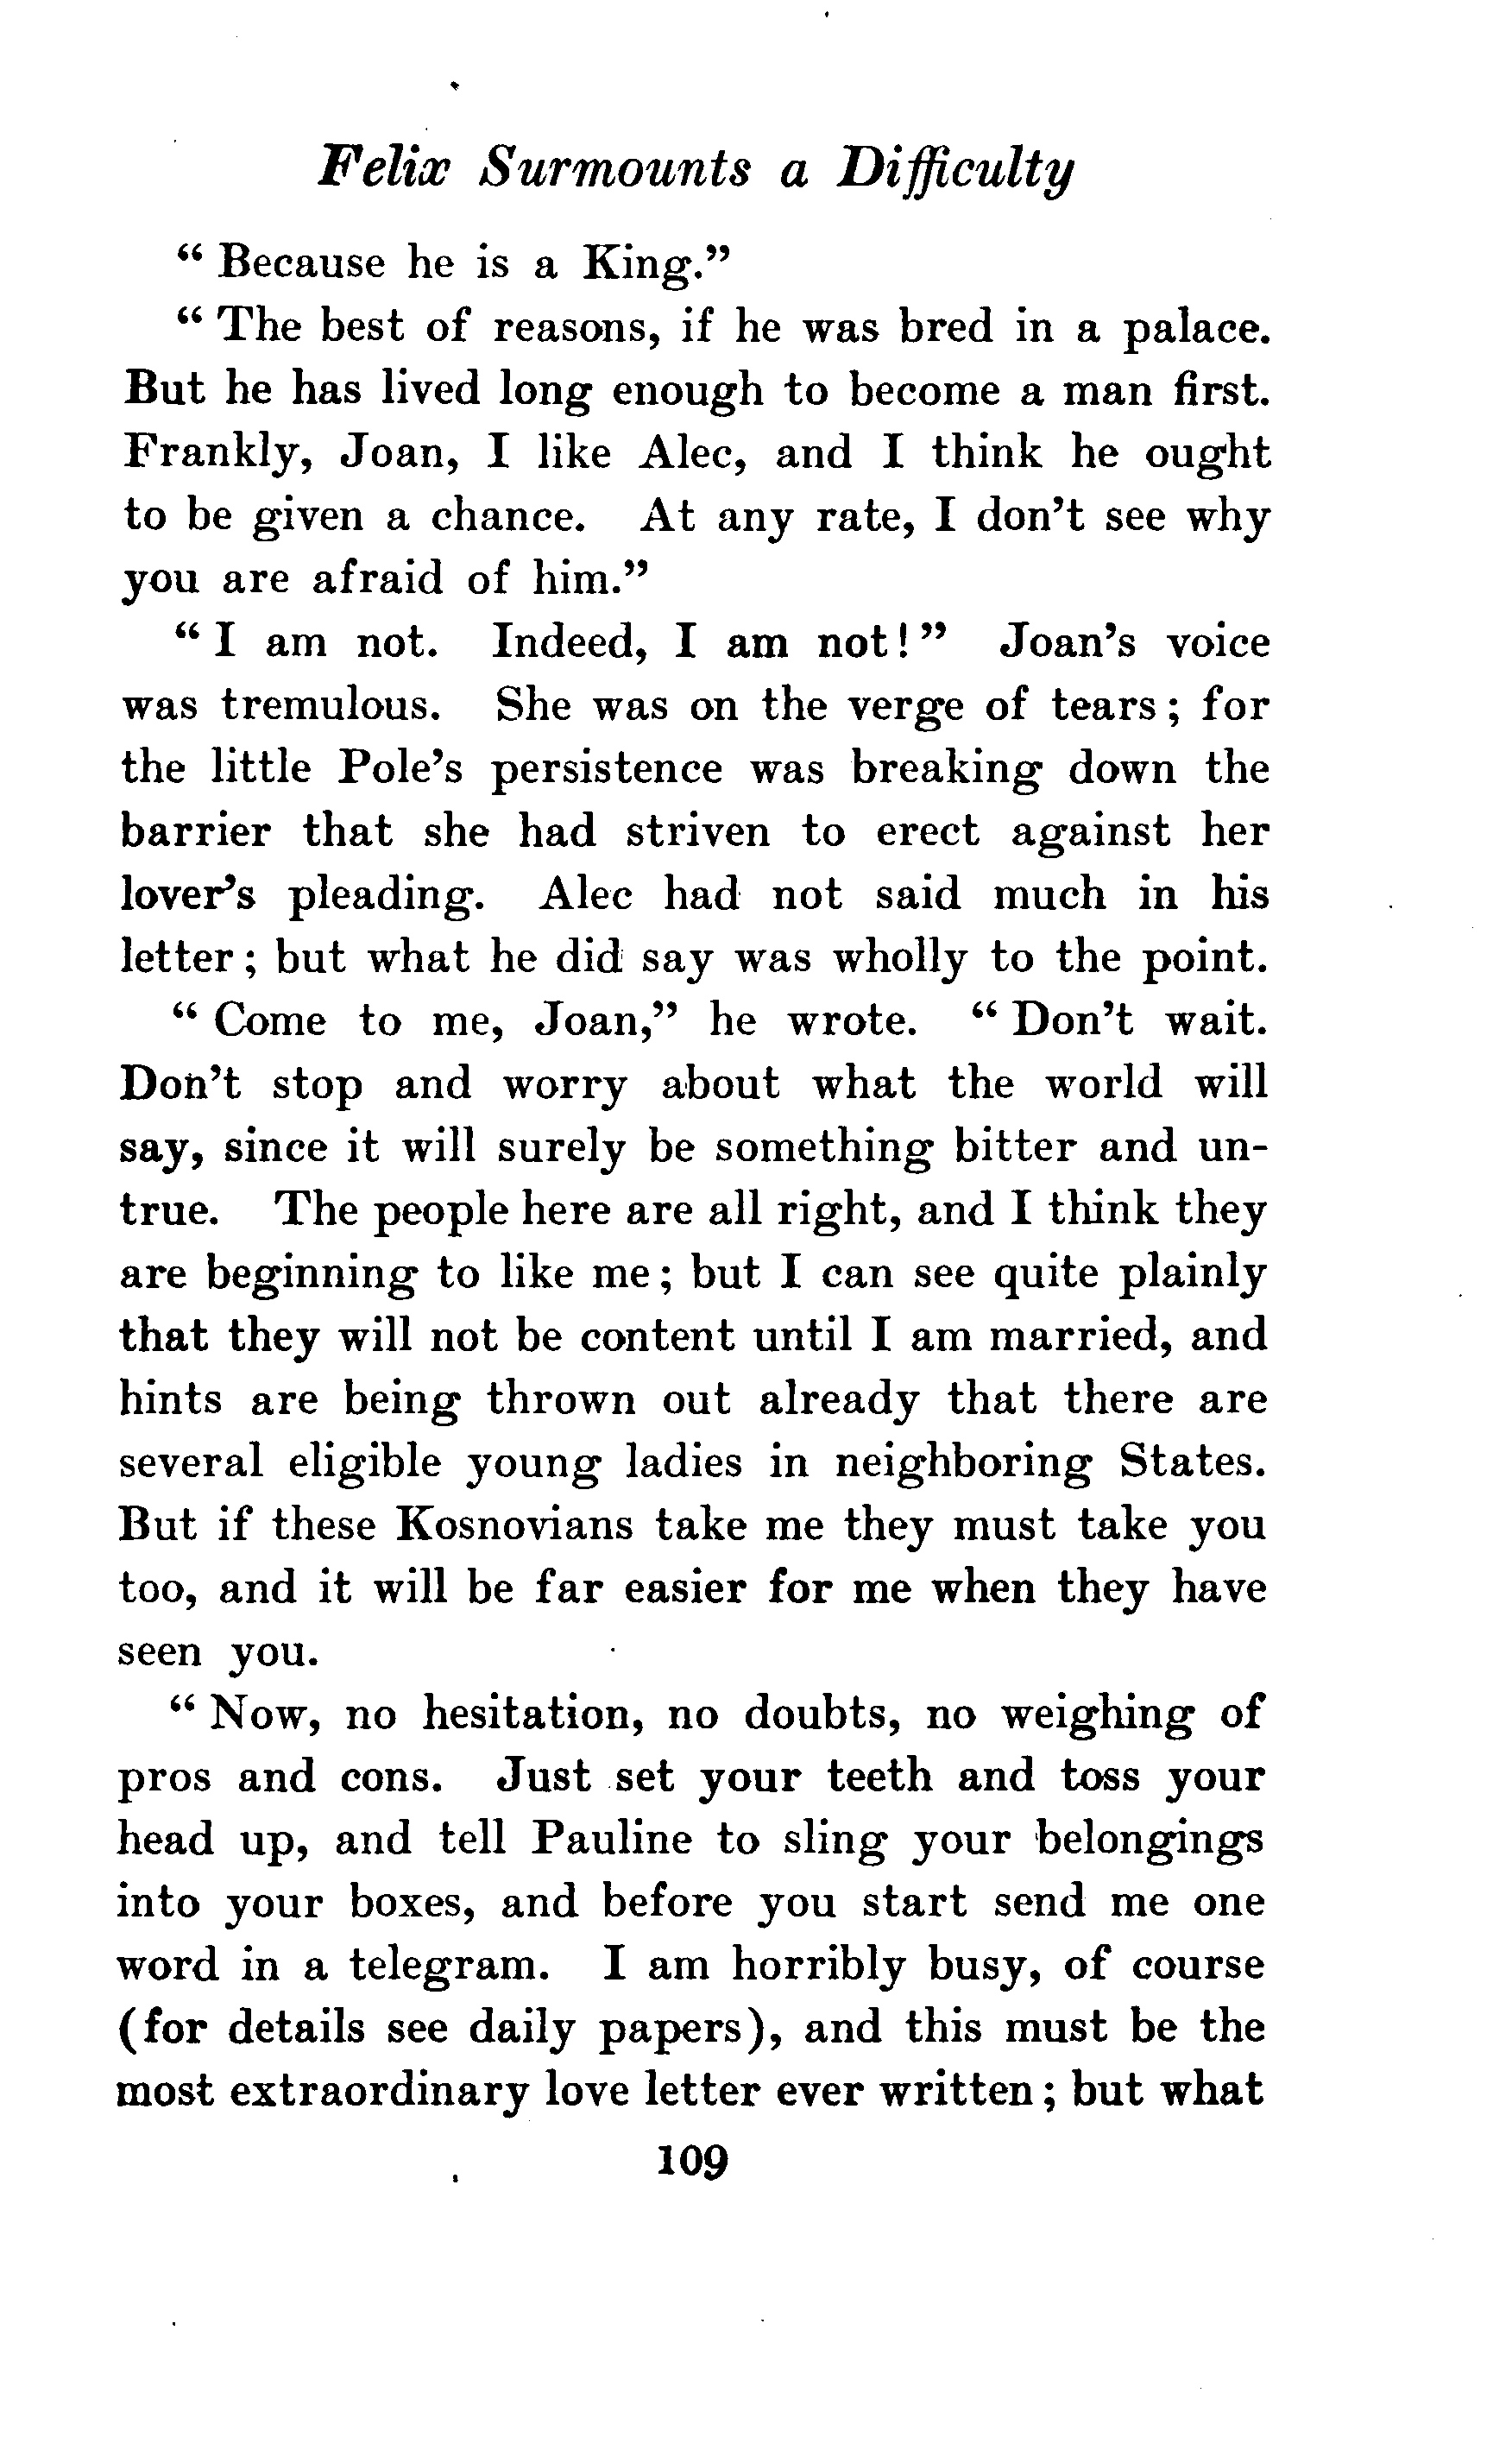 Felix Surmounts a Difficulty
“ Because he is a King.”
“ The best of reasons, if he was bred in a palace.
But he has lived long enough to become a man first.
Frankly, Joan, I like Alec, and I think he ought
to be given a chance. At any rate, I don’t see why
you are afraid of him.”
“ I am not. Indeed, I am not! ” Joan’s voice
was tremulous. She was on the verge of tears ; for
the little Pole’s persistence was breaking down the
barrier that she had striven to erect against her
lover’s pleading. Alec had not said much in his
letter ; but what he did say was wholly to the point.
“ Come to me, Joan,” he wrote. “ Don’t wait.
Don’t stop and worry about what the world will
say, since it will surely be something bitter and un-
true. The people here are all right, and I think they
are beginning to like me ; but I can see quite plainly
that they will not be content until I am married, and
hints are being thrown out already that there are
several eligible young ladies in neighboring States.
But if these Kosnovians take me they must take you
too, and it will be far easier for me when they have
seen you.
“ Now, no hesitation, no doubts, no weighing of
pros and cons. Just set your teeth and toss your
head up, and tell Pauline to sling your belongings
into your boxes, and before you start send me one
word in a telegram. I am horribly busy, of course
(for details see daily papers), and this must be the
most extraordinary love letter ever written ; but what
109